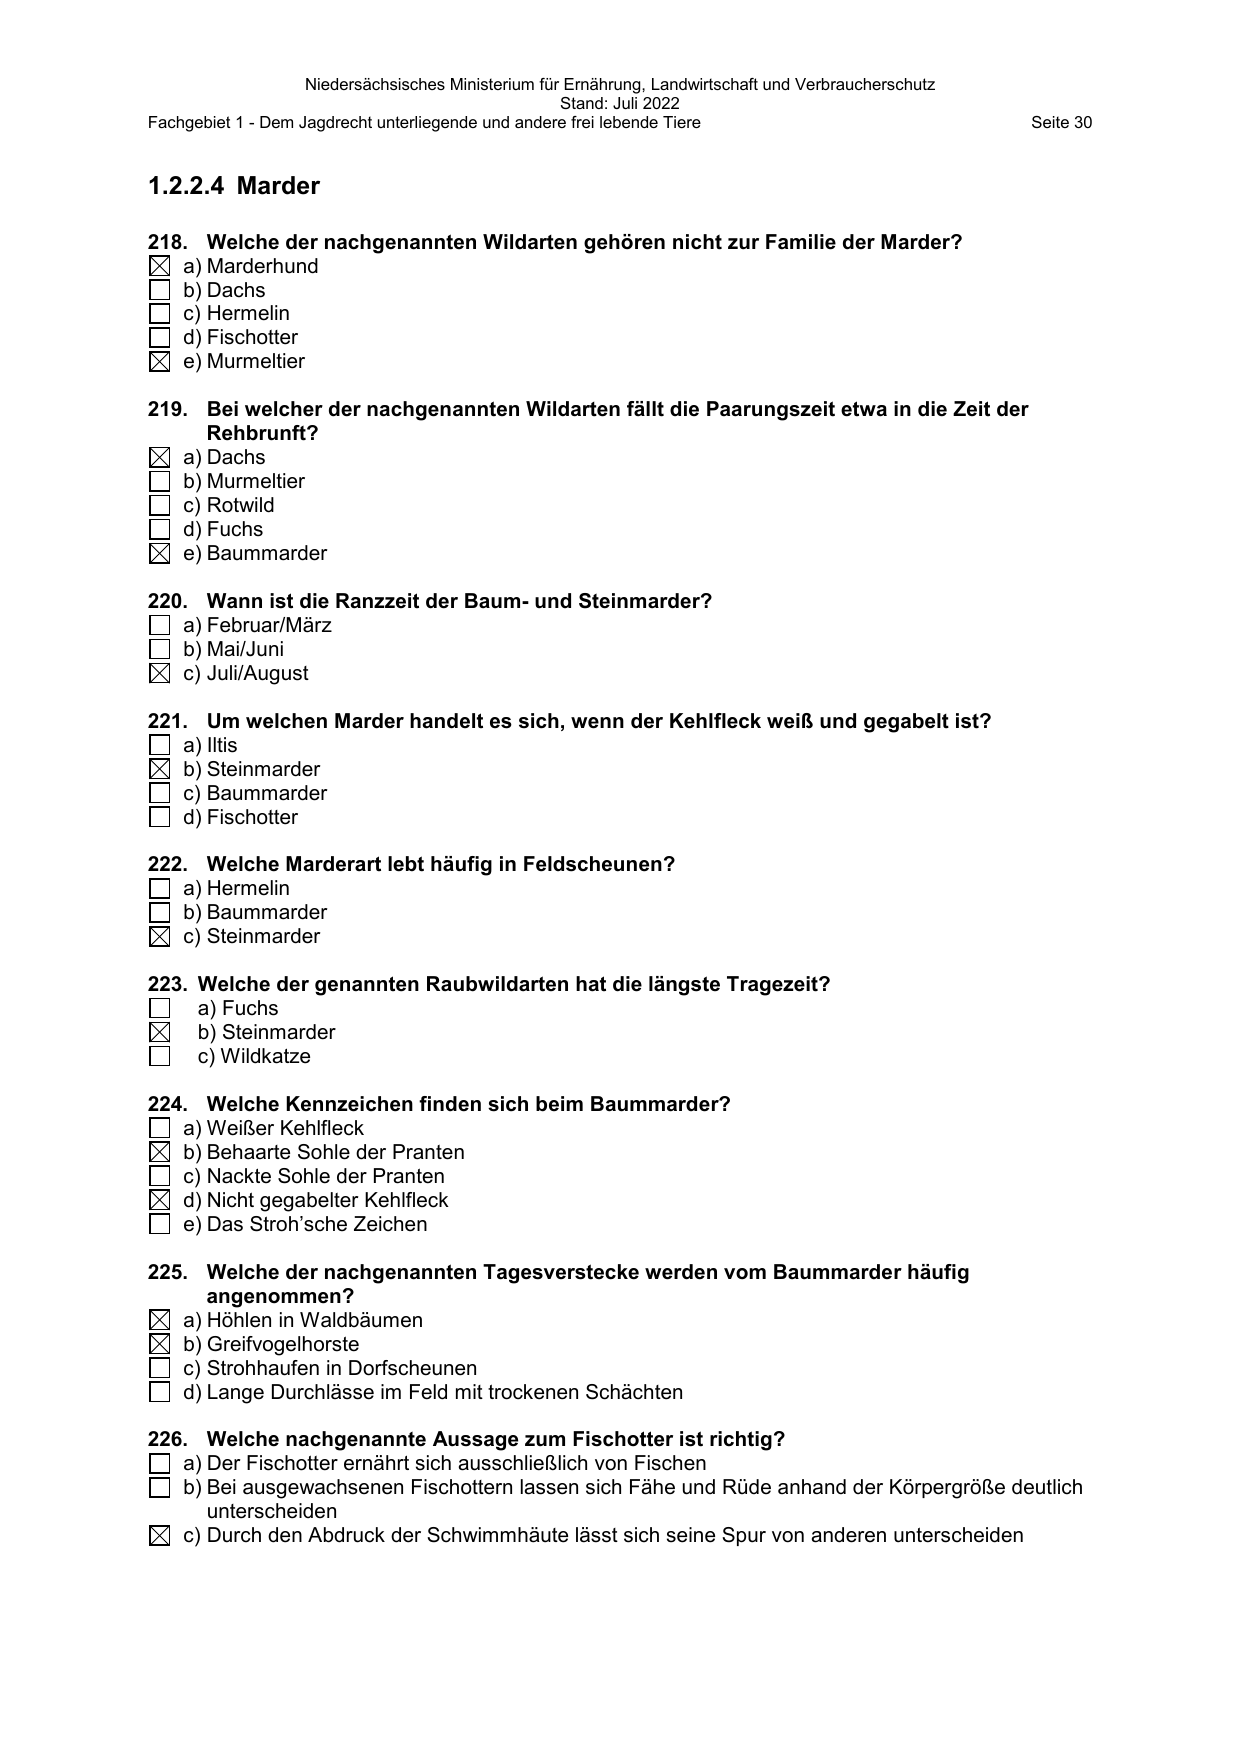 Niedersächsisches Ministerium für Ernährung, Landwirtschaft und Verbraucherschutz
Stand: Juli 2022
Fachgebiet 1 - Dem Jagdrecht unterliegende und andere frei lebende Tiere Seite 30
1.2.2.4 Marder
218. Welche der nachgenannten Wildarten gehören nicht zur Familie der Marder?
☒ a) Marderhund
☐ b) Dachs
☐ c) Hermelin
☐ d) Fischotter
☒ e) Murmeltier
219. Bei welcher der nachgenannten Wildarten fällt die Paarungszeit etwa in die Zeit der
Rehbrunft?
☒ a) Dachs
☐ b) Murmeltier
☐ c) Rotwild
☐ d) Fuchs
☒ e) Baummarder
220. Wann ist die Ranzzeit der Baum- und Steinmarder?
☐ a) Februar/März
☐ b) Mai/Juni
☒ c) Juli/August
221. Um welchen Marder handelt es sich, wenn der Kehlfleck weiß und gegabelt ist?
☐ a) Iltis
☒ b) Steinmarder
☐ c) Baummarder
☐ d) Fischotter
222. Welche Marderart lebt häufig in Feldscheunen?
☐ a) Hermelin
☐ b) Baummarder
☒ c) Steinmarder
223. Welche der genannten Raubwildarten hat die längste Tragezeit?
☐ a) Fuchs
☒ b) Steinmarder
☐ c) Wildkatze
224. Welche Kennzeichen finden sich beim Baummarder?
☐ a) Weißer Kehlfleck
☒ b) Behaarte Sohle der Pranten
☐ c) Nackte Sohle der Pranten
☒ d) Nicht gegabelter Kehlfleck
☐ e) Das Stroh’sche Zeichen
225. Welche der nachgenannten Tagesverstecke werden vom Baummarder häufig
angenommen?
☒ a) Höhlen in Waldbäumen
☒ b) Greifvogelhorste
☐ c) Strohhaufen in Dorfscheunen
☐ d) Lange Durchlässe im Feld mit trockenen Schächten
226. Welche nachgenannte Aussage zum Fischotter ist richtig?
☐ a) Der Fischotter ernährt sich ausschließlich von Fischen
☐ b) Bei ausgewachsenen Fischottern lassen sich Fähe und Rüde anhand der Körpergröße deutlich
unterscheiden
☒ c) Durch den Abdruck der Schwimmhäute lässt sich seine Spur von anderen unterscheiden